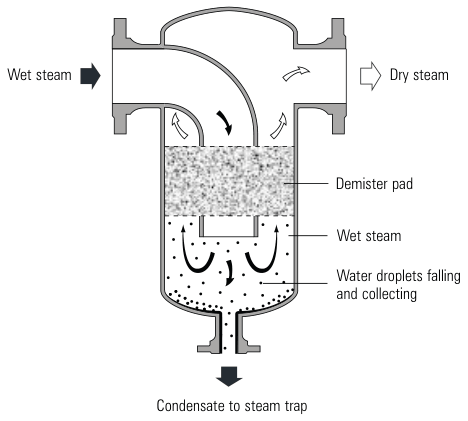 Wet steam
Dry steam
Demister pad
Wet steam
Water droplets falling
and collecting
Condensate to steam trap